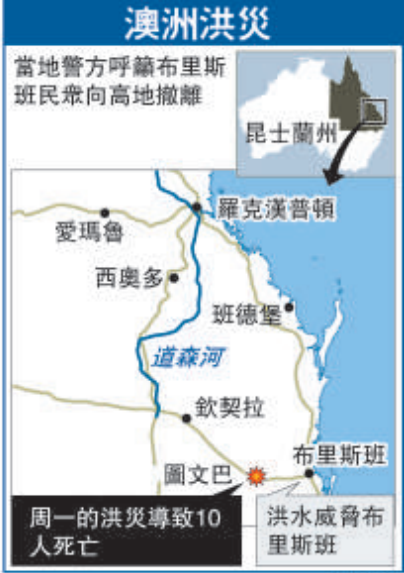 澳洲洪災
當地警方呼籲布里斯
班民衆向高地撤離
昆士蘭州
羅克漢普頓
愛瑪魯
西奧多
班德堡
道森河
欽契拉
布里斯班
圖文巴
周一的洪災導致10
人死亡
洪水威脅布
里斯班